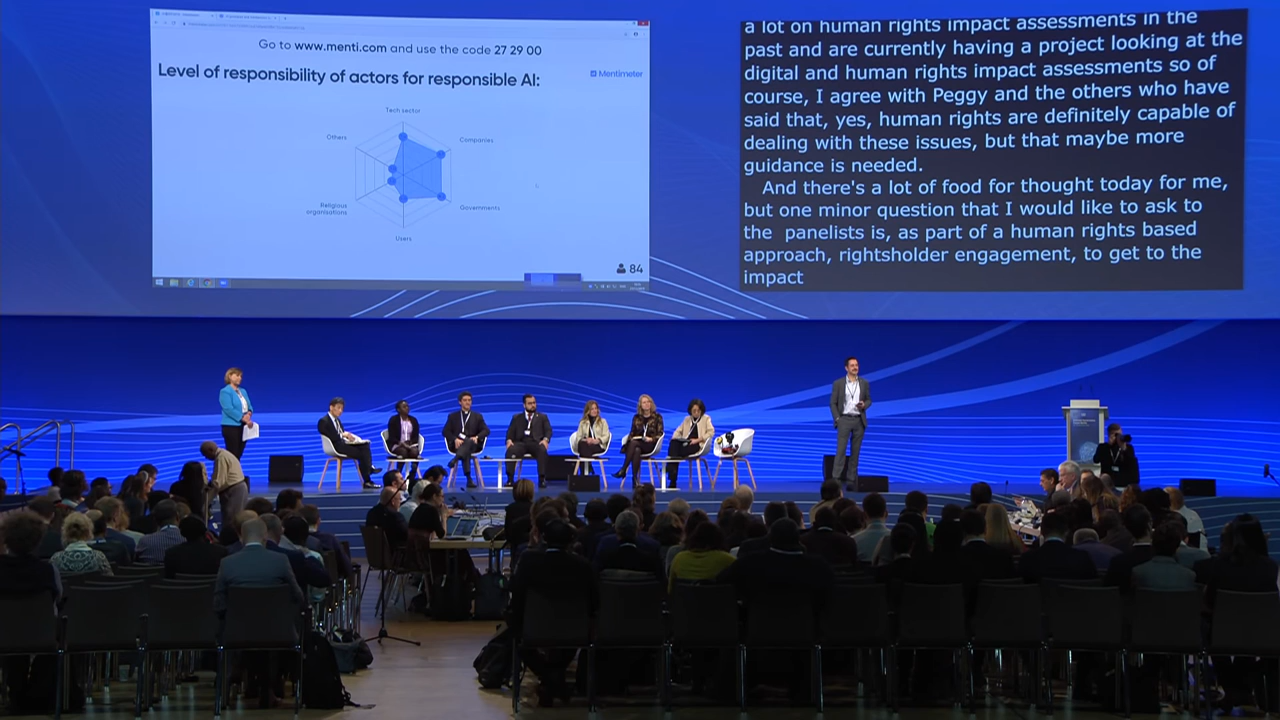 Go to www.menti.com and use the code 27 29 00
Level of responsibility of actors for responsible AI:
Mentimeter
Tech sector
Others
Companies
Religious
organisations
Governments
Users
84
a lot on human rights impact assessments in the
past and are currently having a project looking at the
digital and human rights impact assessments so of
course, I agree with Peggy and the others who have
said that, yes, human rights are definitely capable of
dealing with these issues, but that maybe more
guidance is needed.
And there's a lot of food for thought today for me,
but one minor question that I would like to ask to
the panelists is, as part of a human rights based
approach, rightsholder engagement, to get to the
impact